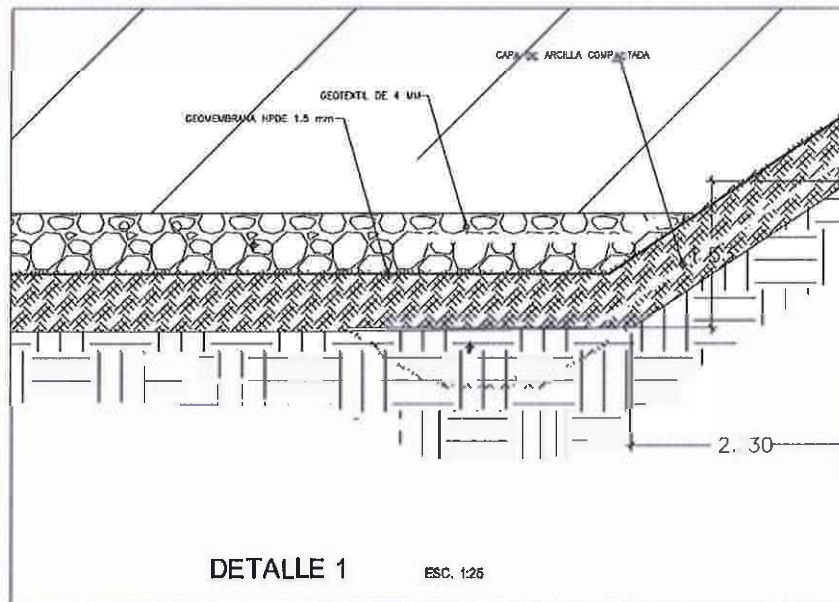 CAPA DE ARCILLA COMPACTADA
GEOTEXTIL DE 4 MM
GEOMEMBRANA HPDE 1.5 mm
2. 30
DETALLE 1
ESC. 1:25